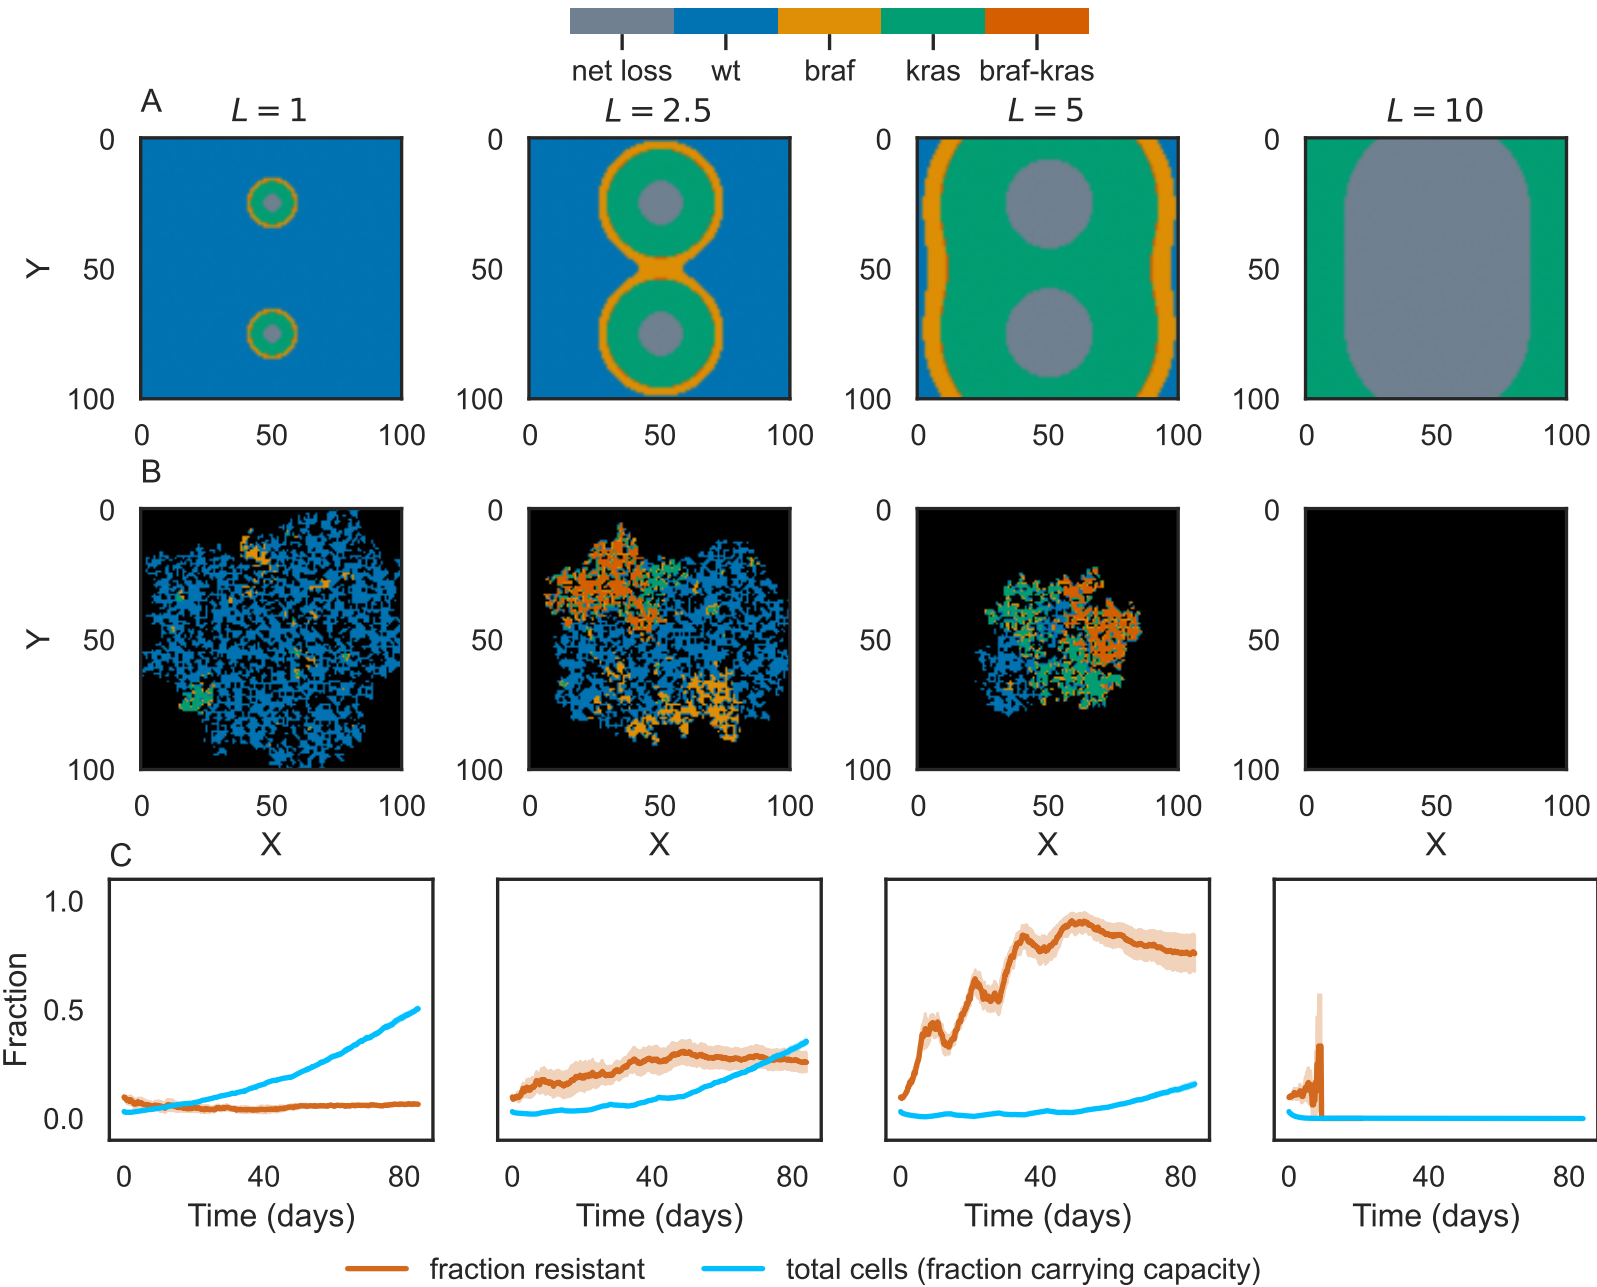 net loss wt braf kras braf-kras
A
L = 1 L = 2.5 L = 5 L = 10
0 0 0 0
Y 50 50 50 50
100 100 100 100
0 50 100 0 50 100 0 50 100 0 50 100
B
0 0 0 0
Y 50 50 50 50
100 100 100 100
0 50 100 0 50 100 0 50 100 0 50 100
X X X X
C
1.0
0.5
0.0
Fraction
0 40 80 0 40 80 0 40 80 0 40 80
Time (days) Time (days) Time (days) Time (days)
fraction resistant total cells (fraction carrying capacity)